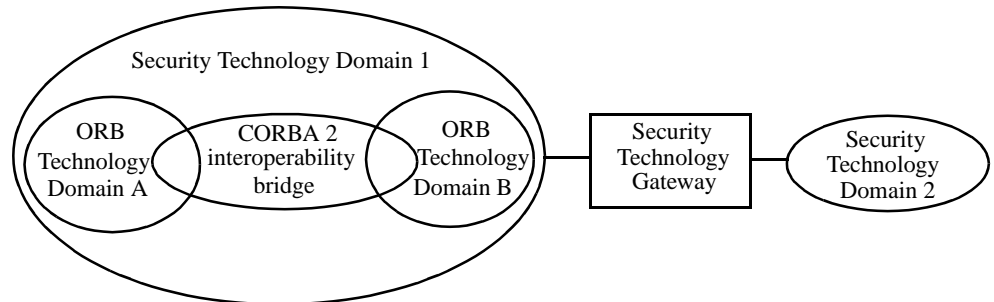 Security Technology Domain 1
ORB
Technology
Domain A
CORBA 2
interoperability
bridge
ORB
Technology
Domain B
Security
Technology
Gateway
Security
Technology
Domain 2